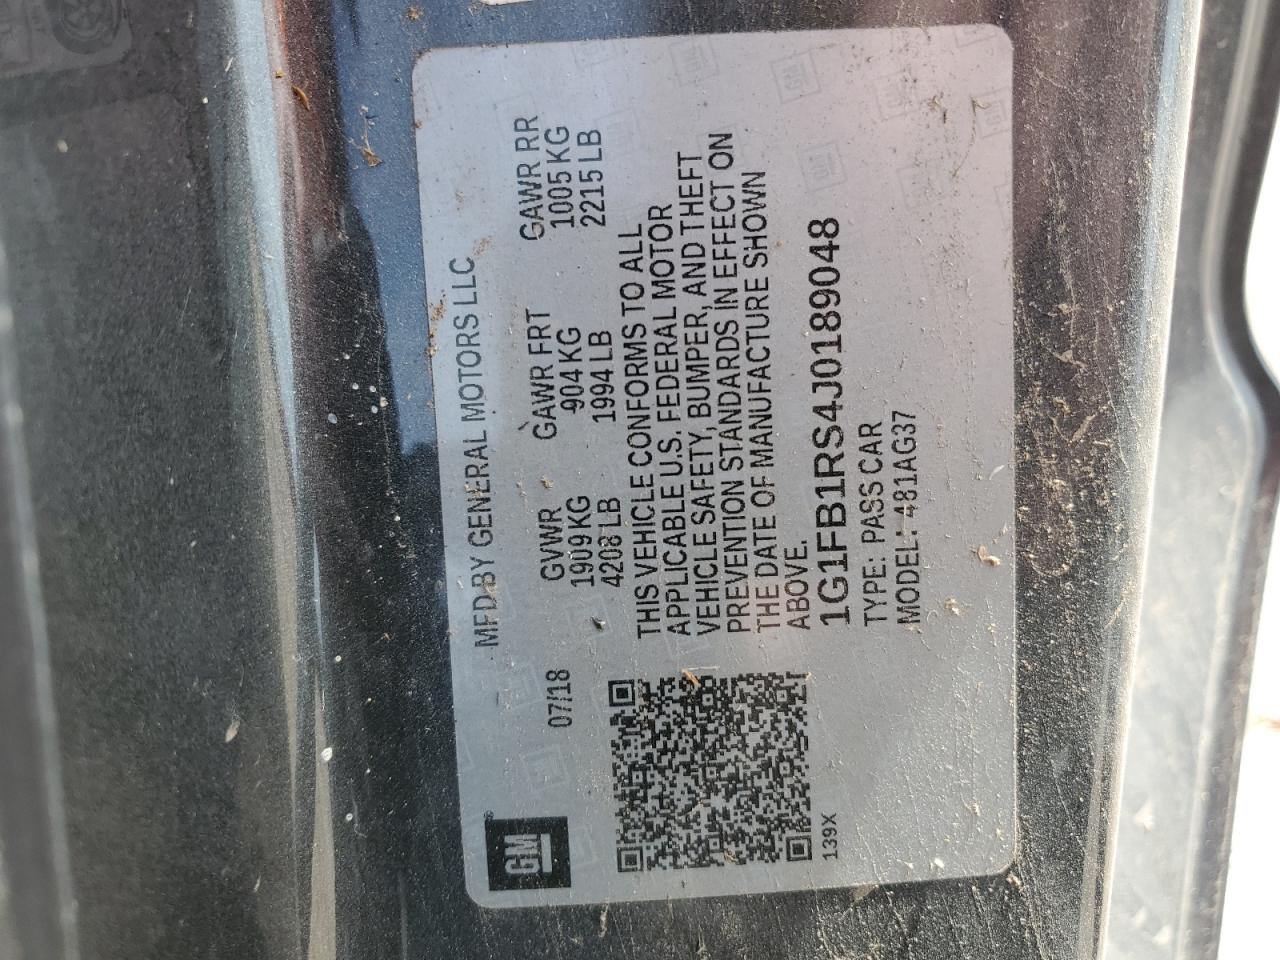 MFD BY GENERAL MOTORS LLC
GM
07/18
GVWR GAWR FRT GAWR RR
1909 KG 904 KG 1005 KG
4208 LB 1994 LB 2215 LB
THIS VEHICLE CONFORMS TO ALL
APPLICABLE U.S. FEDERAL MOTOR
VEHICLE SAFETY, BUMPER, AND THEFT
PREVENTION STANDARDS IN EFFECT ON
THE DATE OF MANUFACTURE SHOWN
ABOVE.
1G1FB1RS4J0189048
TYPE: PASS CAR
MODEL: 481AG37
139X